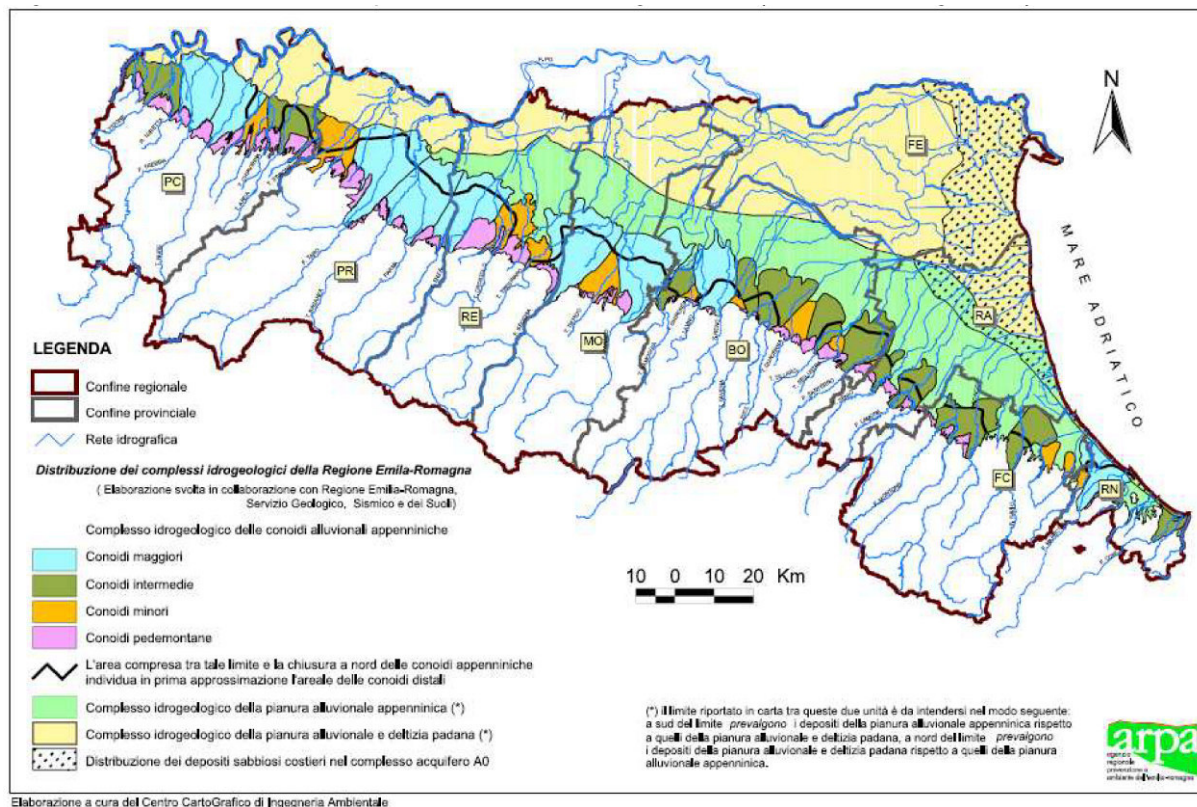 N
F. PO
FE
PC
PR
RE
MO
BO
RA
FC
RN
MARE ADRIATICO
LEGENDA
Confine regionale
Confine provinciale
Rete idrografica
Distribuzione dei complessi idrogeologici della Regione Emila-Romagna
( Elaborazione svolta in collaborazione con Regione Emilia-Romagna,
Servizio Geologico, Sismico e dei Suoli)
Complesso idrogeologico delle conoidi alluvionali appenniniche
Conoidi maggiori
Conoidi intermedie
Conoidi minori
Conoidi pedemontane
L'area compresa tra tale limite e la chiusura a nord delle conoidi appenniniche
individua in prima approssimazione l'areale delle conoidi distali
Complesso idrogeologico della pianura alluvionale appenninica (*)
Complesso idrogeologico della pianura alluvionale e deltizia padana (*)
Distribuzione dei depositi sabbiosi costieri nel complesso acquifero A0
10 0 10 20 Km
(*) il limite riportato in carta tra queste due unità è da intendersi nel modo seguente:
a sud del limite prevalgono i depositi della pianura alluvionale appenninica rispetto
a quelli della pianura alluvionale e deltizia padana, a nord del limite prevalgono
i depositi della pianura alluvionale e deltizia padana rispetto a quelli della pianura
alluvionale appenninica.
arpa
agenzia
regionale
prevenzione e
ambiente dell'emilia-romagna
Elaborazione a cura del Centro CartoGrafico di Ingegneria Ambientale